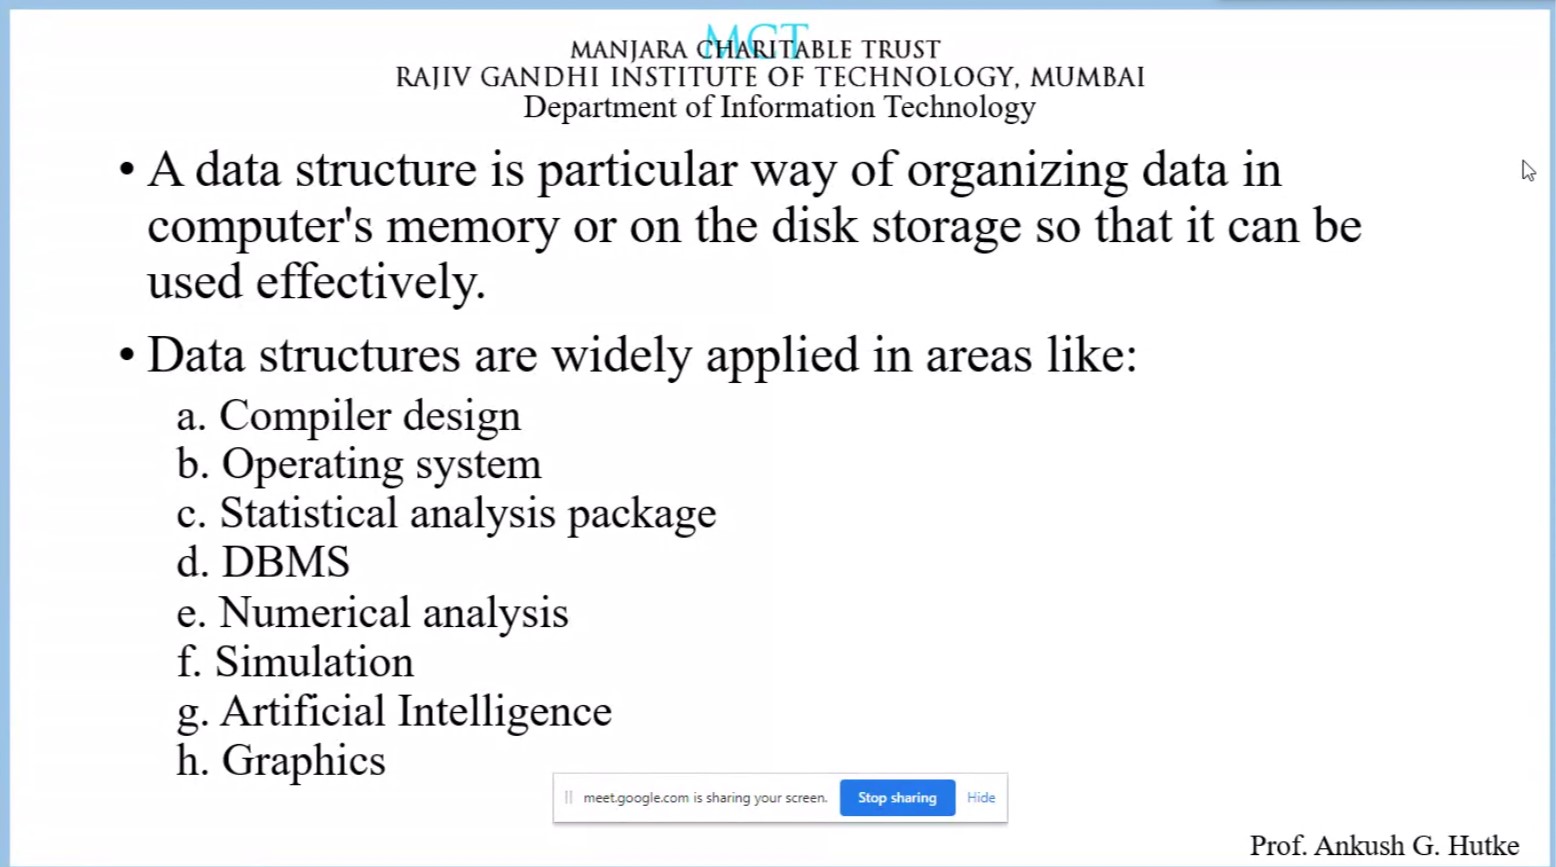 MCT
MANJARA CHARITABLE TRUST
RAJIV GANDHI INSTITUTE OF TECHNOLOGY, MUMBAI
Department of Information Technology
• A data structure is particular way of organizing data in
computer's memory or on the disk storage so that it can be
used effectively.
• Data structures are widely applied in areas like:
a. Compiler design
b. Operating system
c. Statistical analysis package
d. DBMS
e. Numerical analysis
f. Simulation
g. Artificial Intelligence
h. Graphics
meet.google.com is sharing your screen. Stop sharing Hide
Prof. Ankush G. Hutke